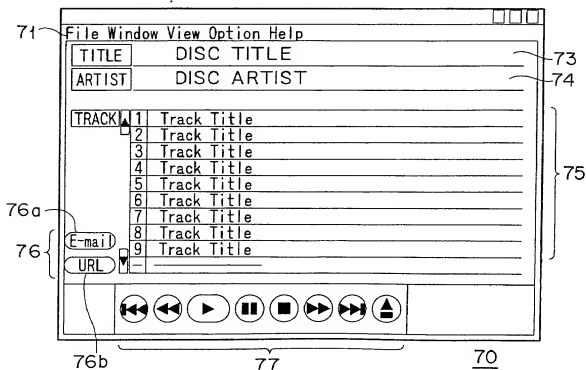 71
File Window View Option Help
TITLE DISC TITLE
73
ARTIST DISC ARTIST
74
TRACK 1 Track Title
2 Track Title
3 Track Title
4 Track Title
75
5 Track Title
6 Track Title
76a
7 Track Title
8 Track Title
76
E-mail
9 Track Title
URL
76b
77
70